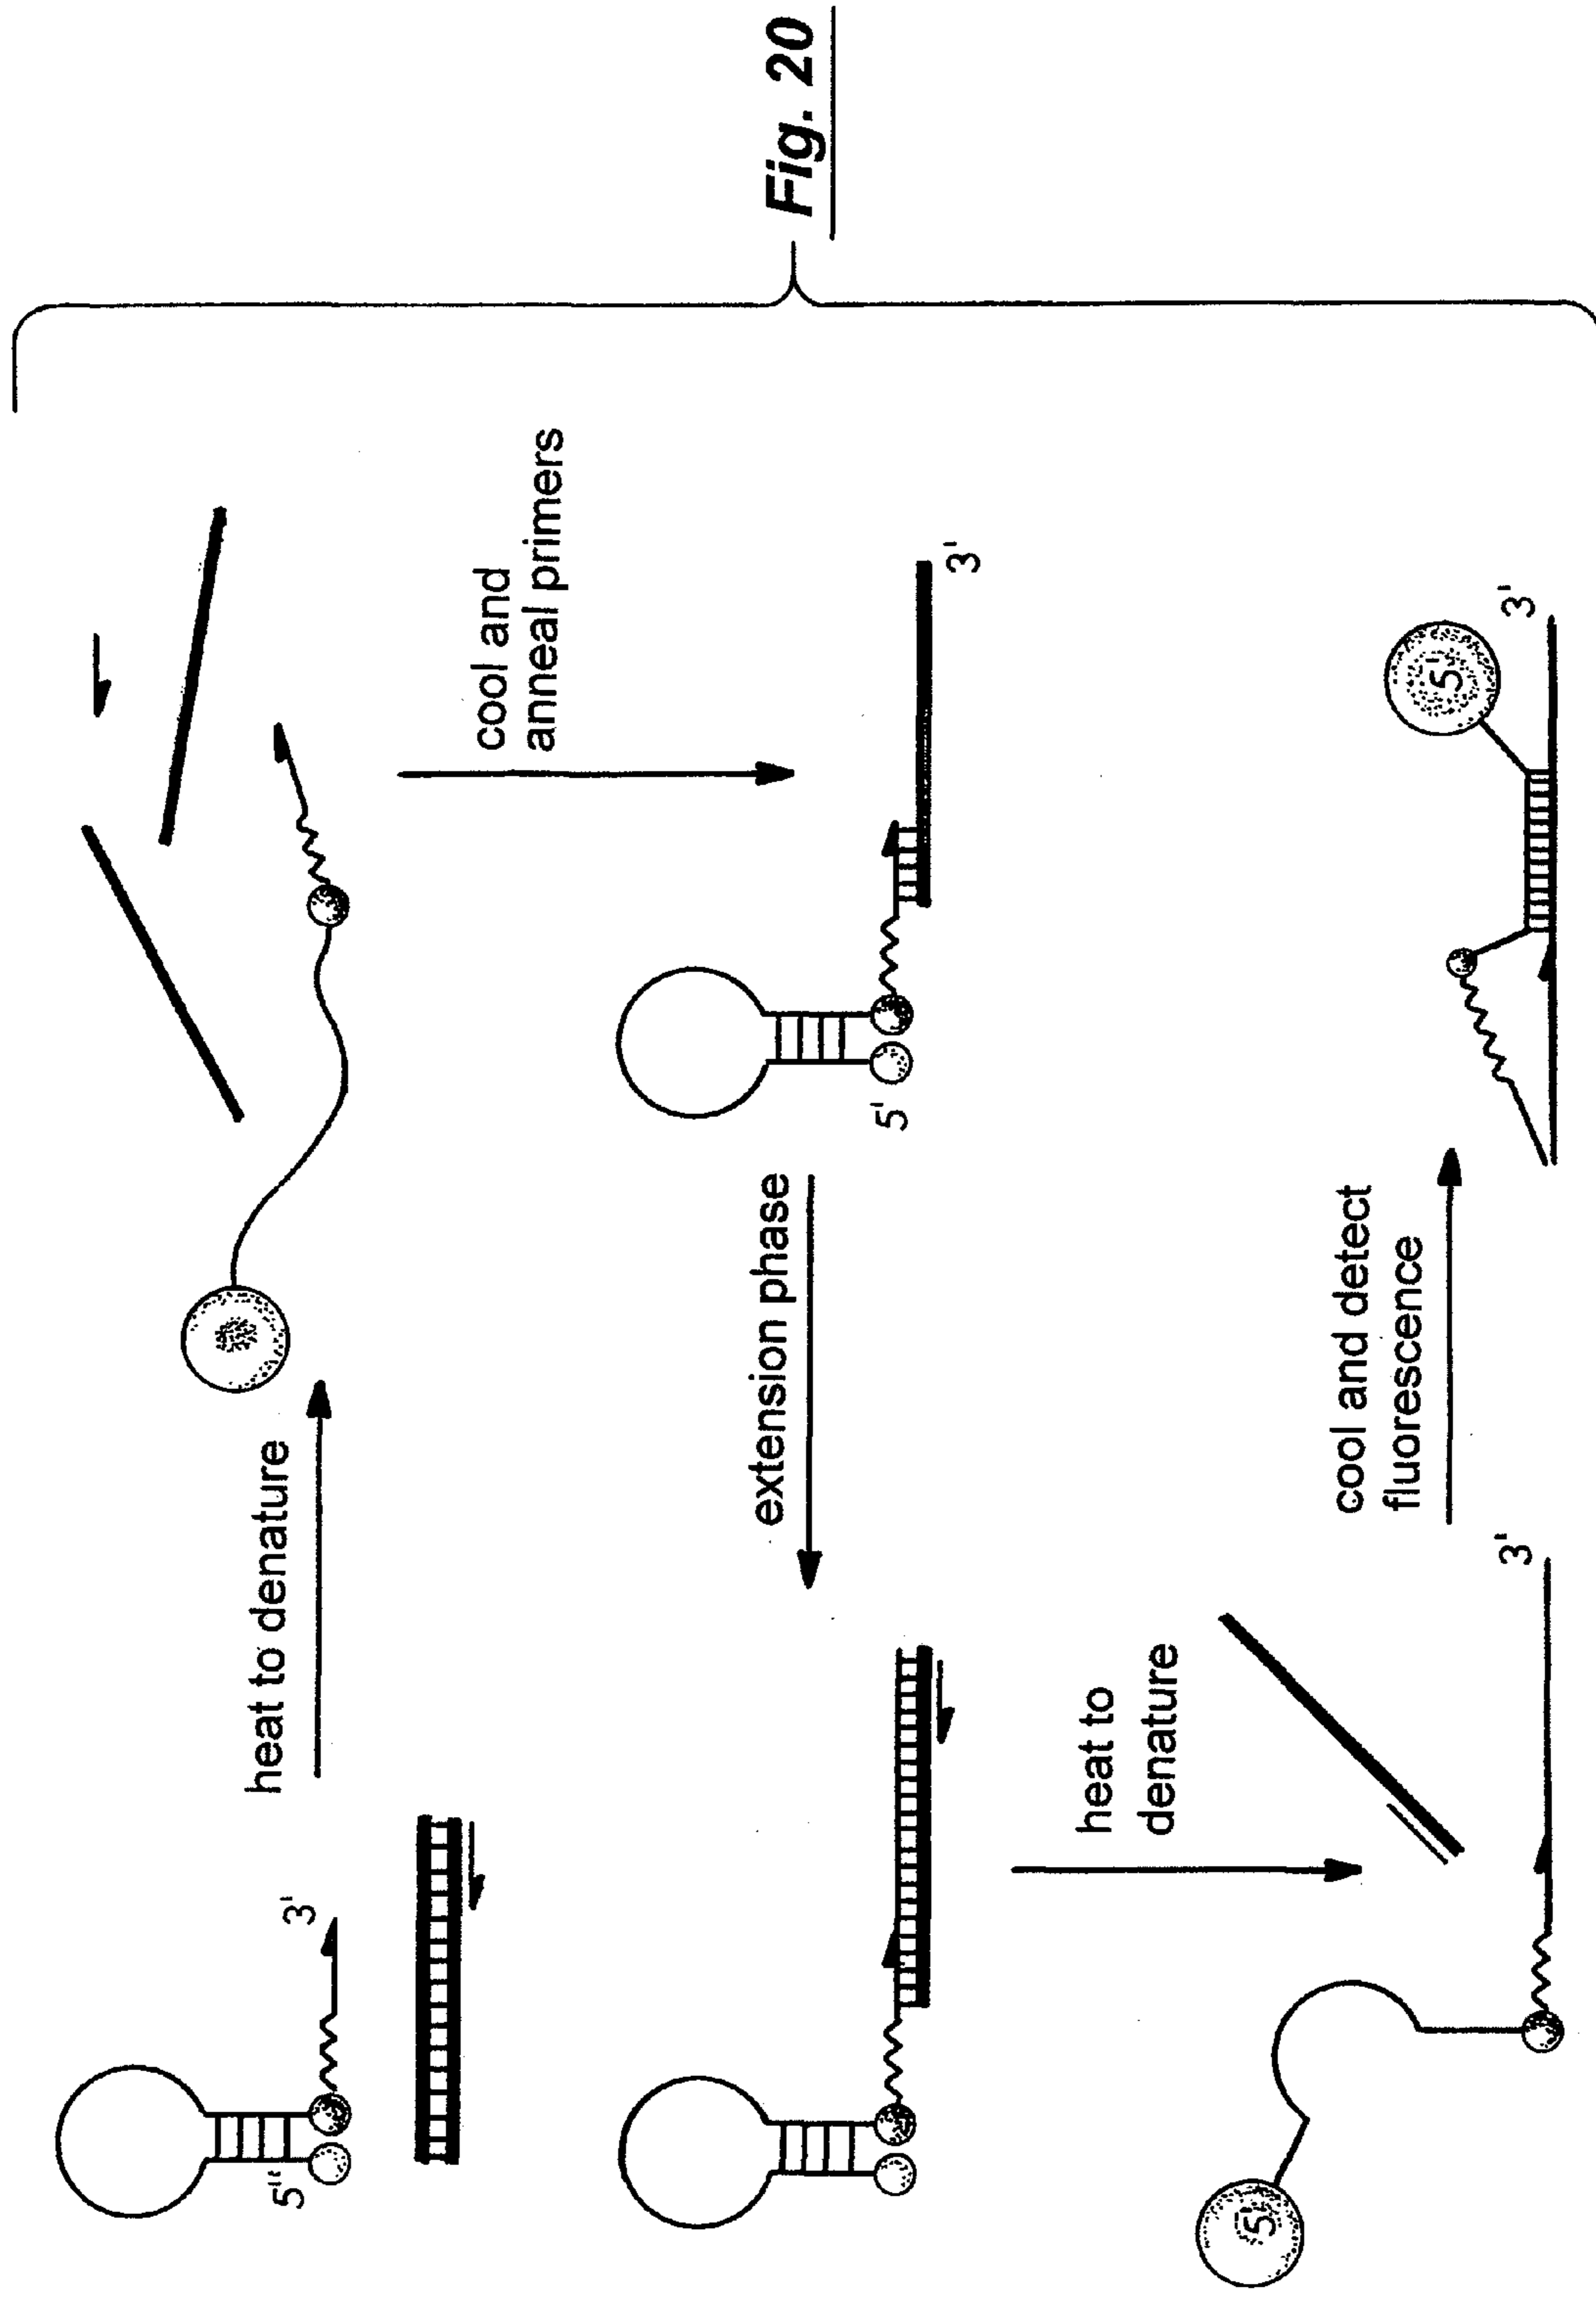 5"
3'
heat to denature
cool and
anneal primers
5'
3'
extension phase
heat to
denature
5'
3'
cool and detect
fluorescence
5'
3'
Fig. 20